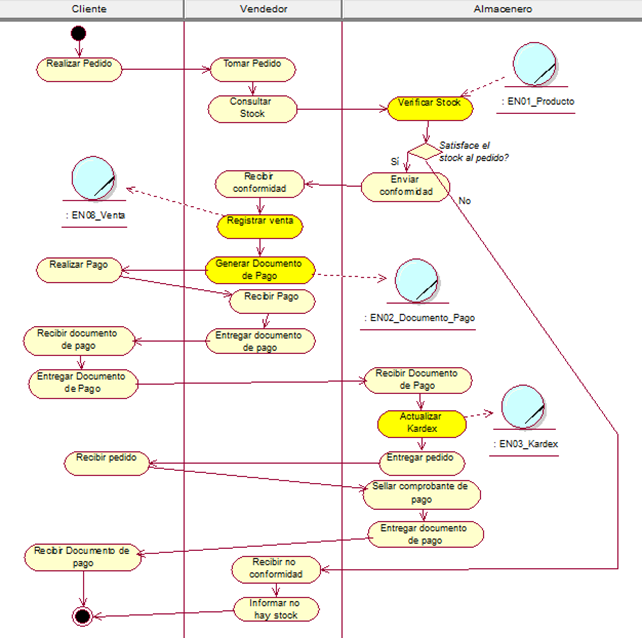 Cliente
Vendedor
Almacenero
Realizar Pedido
Tomar Pedido
Consultar
Stock
Verificar Stock
: EN01_Producto
Satisface el
stock al pedido?
Sí
No
Enviar
conformidad
Recibir
conformidad
: EN08_Venta
Registrar venta
Generar Documento
de Pago
Realizar Pago
Recibir Pago
: EN02_Documento_Pago
Entregar documento
de pago
Recibir documento
de pago
Entregar Documento
de Pago
Recibir Documento
de Pago
Actualizar
Kardex
: EN03_Kardex
Entregar pedido
Recibir pedido
Sellar comprobante de
pago
Entregar documento
de pago
Recibir Documento de
pago
Recibir no
conformidad
Informar no
hay stock